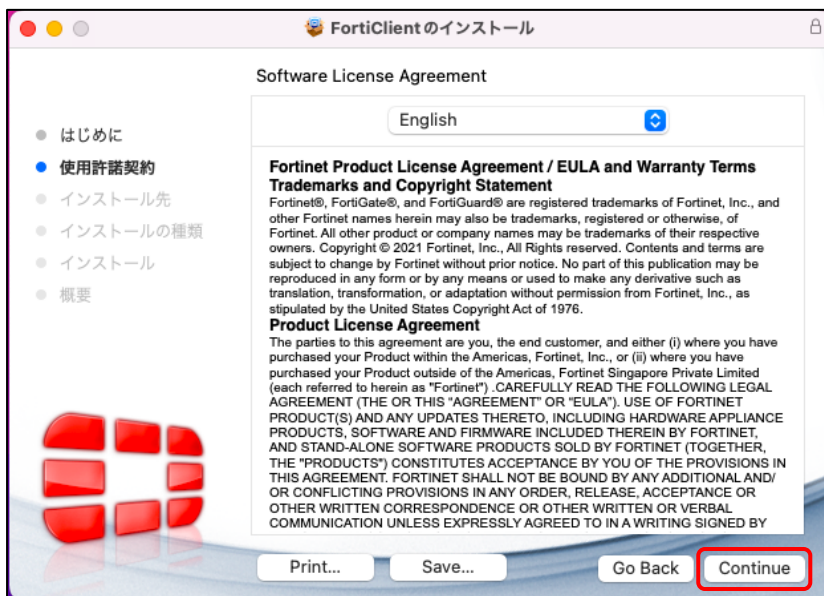 FortiClient のインストール
Software License Agreement
English
はじめに
使用許諾契約
インストール先
インストールの種類
インストール
概要
Fortinet Product License Agreement / EULA and Warranty Terms
Trademarks and Copyright Statement
Fortinet®, FortiGate®, and FortiGuard® are registered trademarks of Fortinet, Inc., and
other Fortinet names herein may also be trademarks, registered or otherwise, of
Fortinet. All other product or company names may be trademarks of their respective
owners. Copyright © 2021 Fortinet, Inc., All Rights reserved. Contents and terms are
subject to change by Fortinet without prior notice. No part of this publication may be
reproduced in any form or by any means or used to make any derivative such as
translation, transformation, or adaptation without permission from Fortinet, Inc., as
stipulated by the United States Copyright Act of 1976.
Product License Agreement
The parties to this agreement are you, the end customer, and either (i) where you have
purchased your Product within the Americas, Fortinet, Inc., or (ii) where you have
purchased your Product outside of the Americas, Fortinet Singapore Private Limited
(each referred to herein as "Fortinet") .CAREFULLY READ THE FOLLOWING LEGAL
AGREEMENT (THE OR THIS “AGREEMENT” OR “EULA”). USE OF FORTINET
PRODUCT(S) AND ANY UPDATES THERETO, INCLUDING HARDWARE APPLIANCE
PRODUCTS, SOFTWARE AND FIRMWARE INCLUDED THEREIN BY FORTINET,
AND STAND-ALONE SOFTWARE PRODUCTS SOLD BY FORTINET (TOGETHER,
THE "PRODUCTS") CONSTITUTES ACCEPTANCE BY YOU OF THE PROVISIONS IN
THIS AGREEMENT. FORTINET SHALL NOT BE BOUND BY ANY ADDITIONAL AND/
OR CONFLICTING PROVISIONS IN ANY ORDER, RELEASE, ACCEPTANCE OR
OTHER WRITTEN CORRESPONDENCE OR OTHER WRITTEN OR VERBAL
COMMUNICATION UNLESS EXPRESSLY AGREED TO IN A WRITING SIGNED BY
Print...
Save...
Go Back
Continue